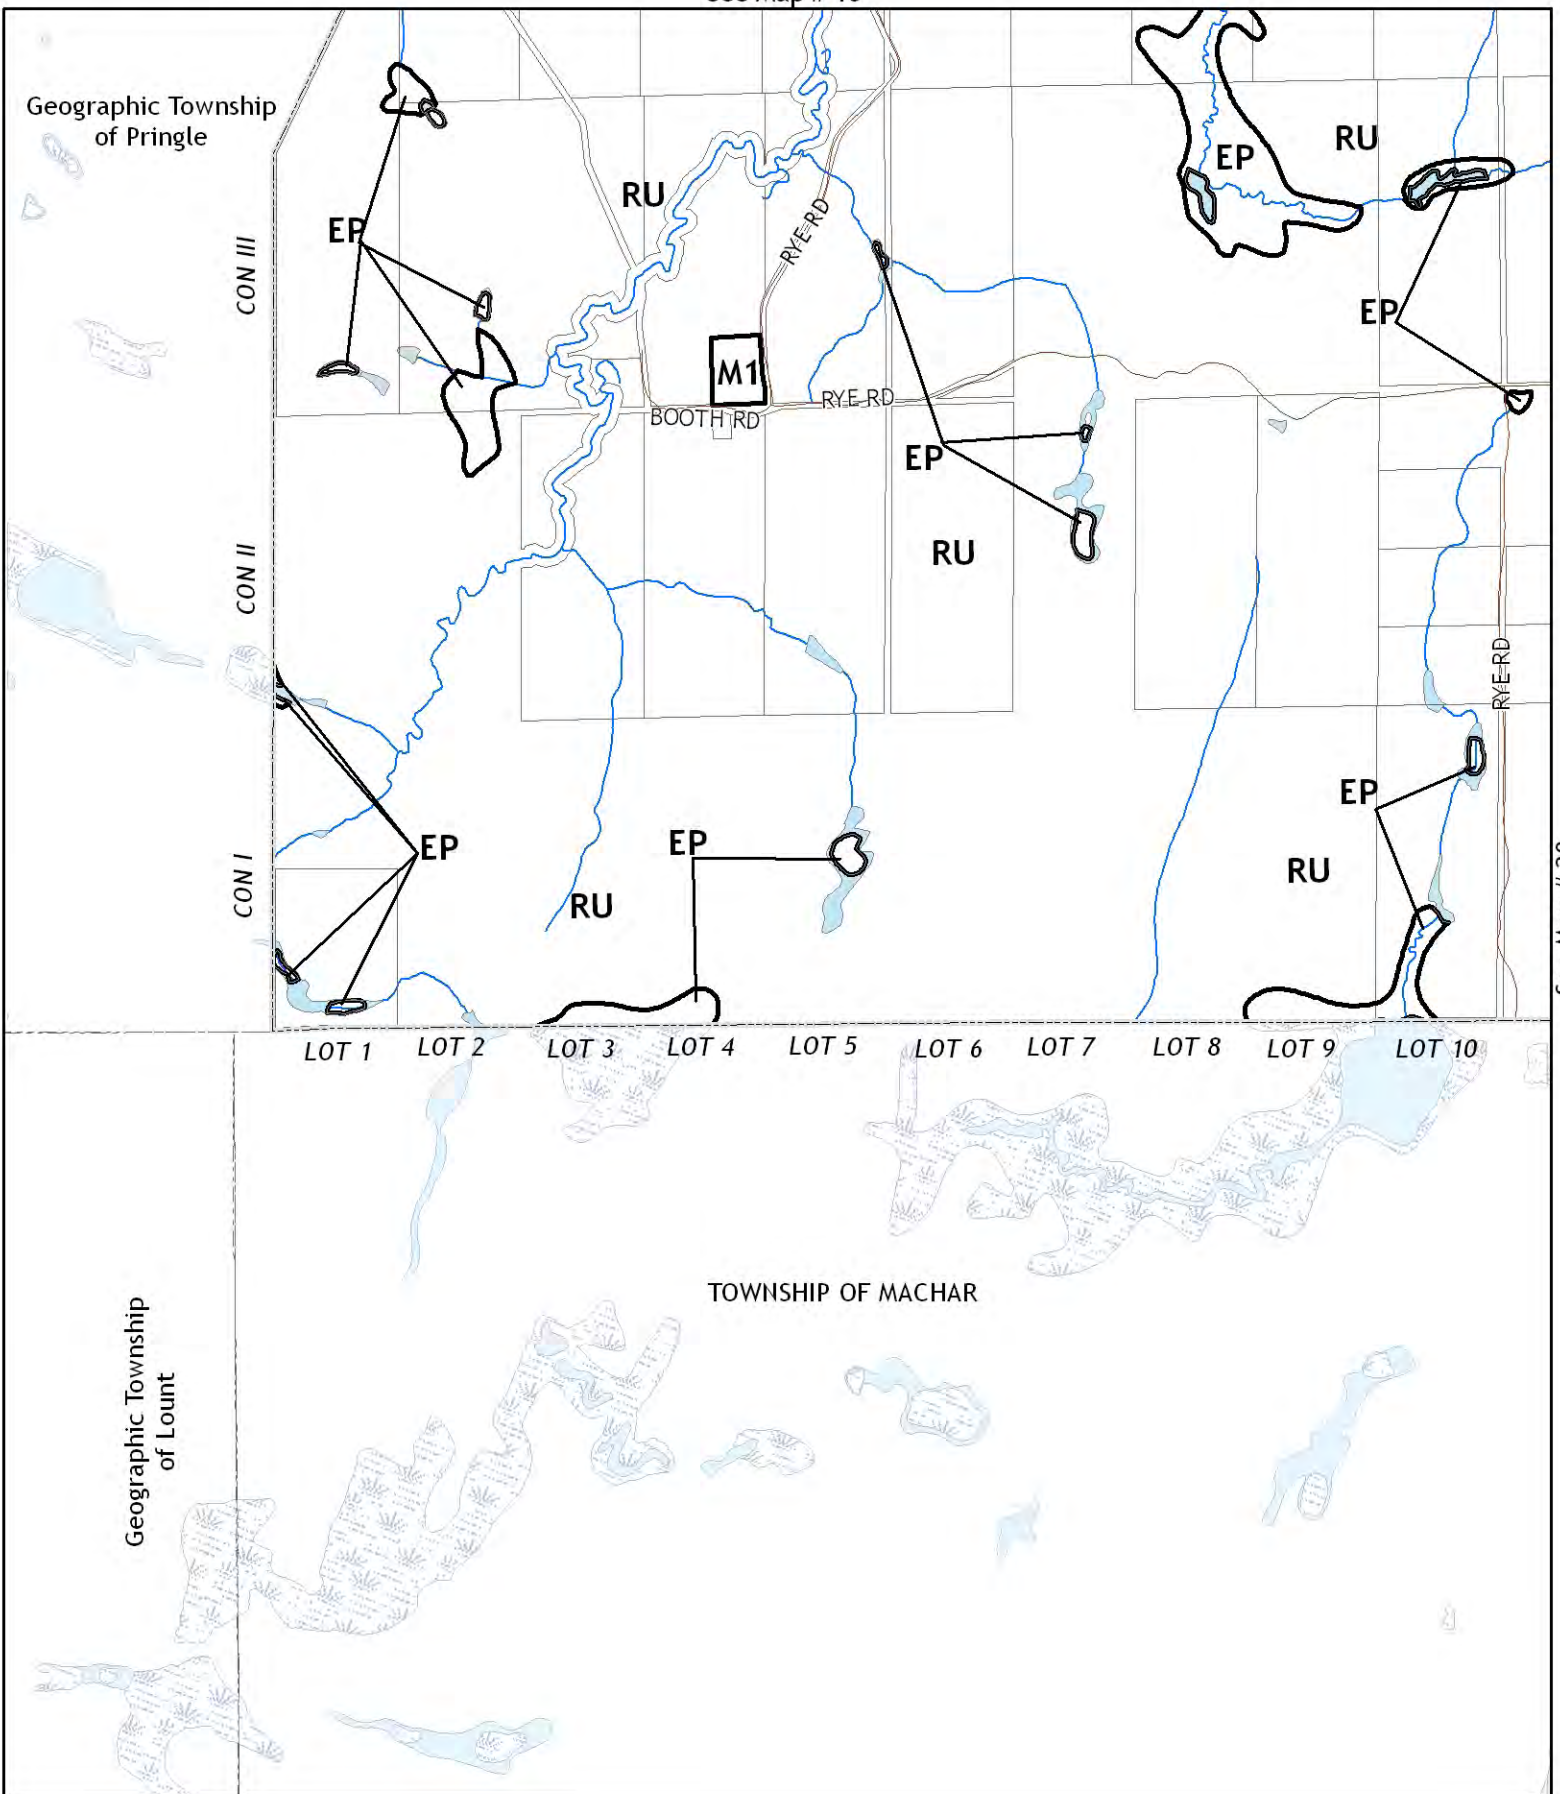 Geographic Township
of Pringle
RU
EP
RU
EP
RYE RD
CON III
EP
M1
RYE RD
BOOTH RD
EP
RU
CON II
RYE RD
EP
EP
EP
RU
CON I
RU
LOT 1
LOT 2
LOT 3
LOT 4
LOT 5
LOT 6
LOT 7
LOT 8
LOT 9
LOT 10
TOWNSHIP OF MACHAR
Geographic Township
of Lount